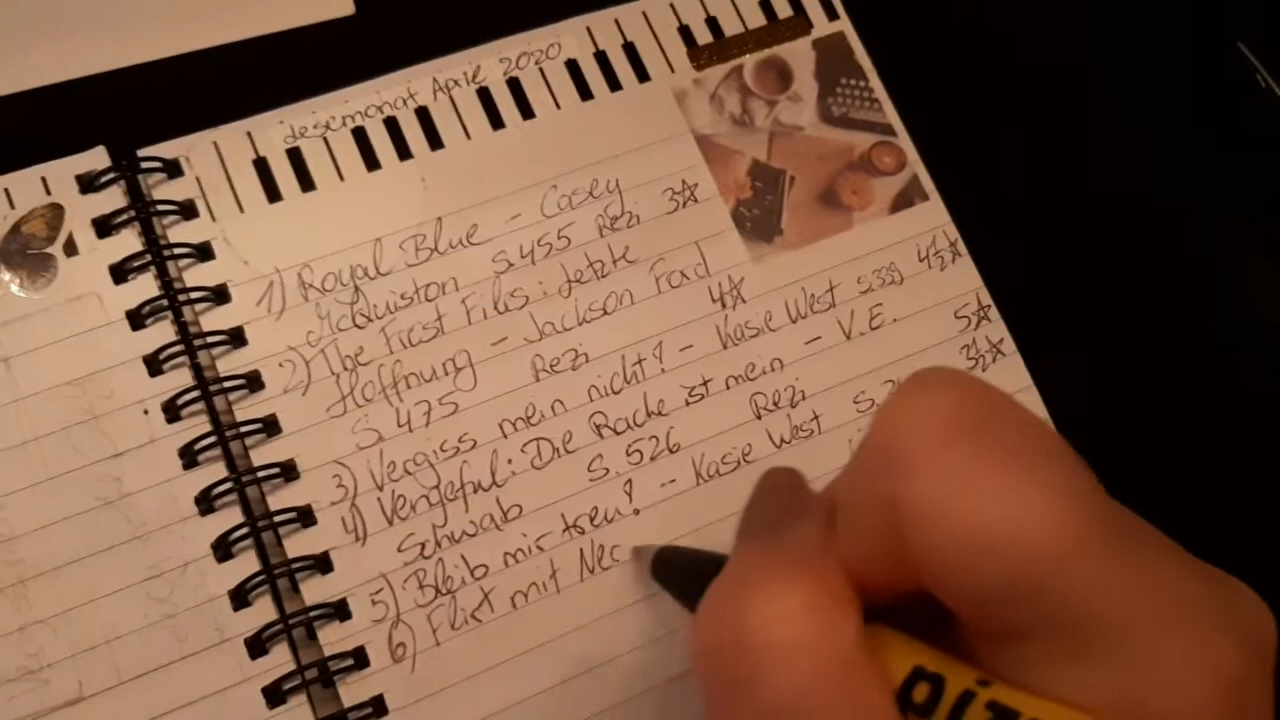 Lesemonat April 2020
1) Royal Blue - Casey
McQuiston S.455 Rezi 3☆
2) The First Files: Letzte
Hoffnung - Jackson Ford
S.475 Rezi 4☆
3) Vergiss mein nicht! - Kasie West S.339 4½☆
4) Vengeful: Die Rache ist mein - V.E.
Schwab S.526 Rezi 5☆
5) Bleib mir treu! - Kasie West S. 3½☆
6) Flirt mit Nec
piz